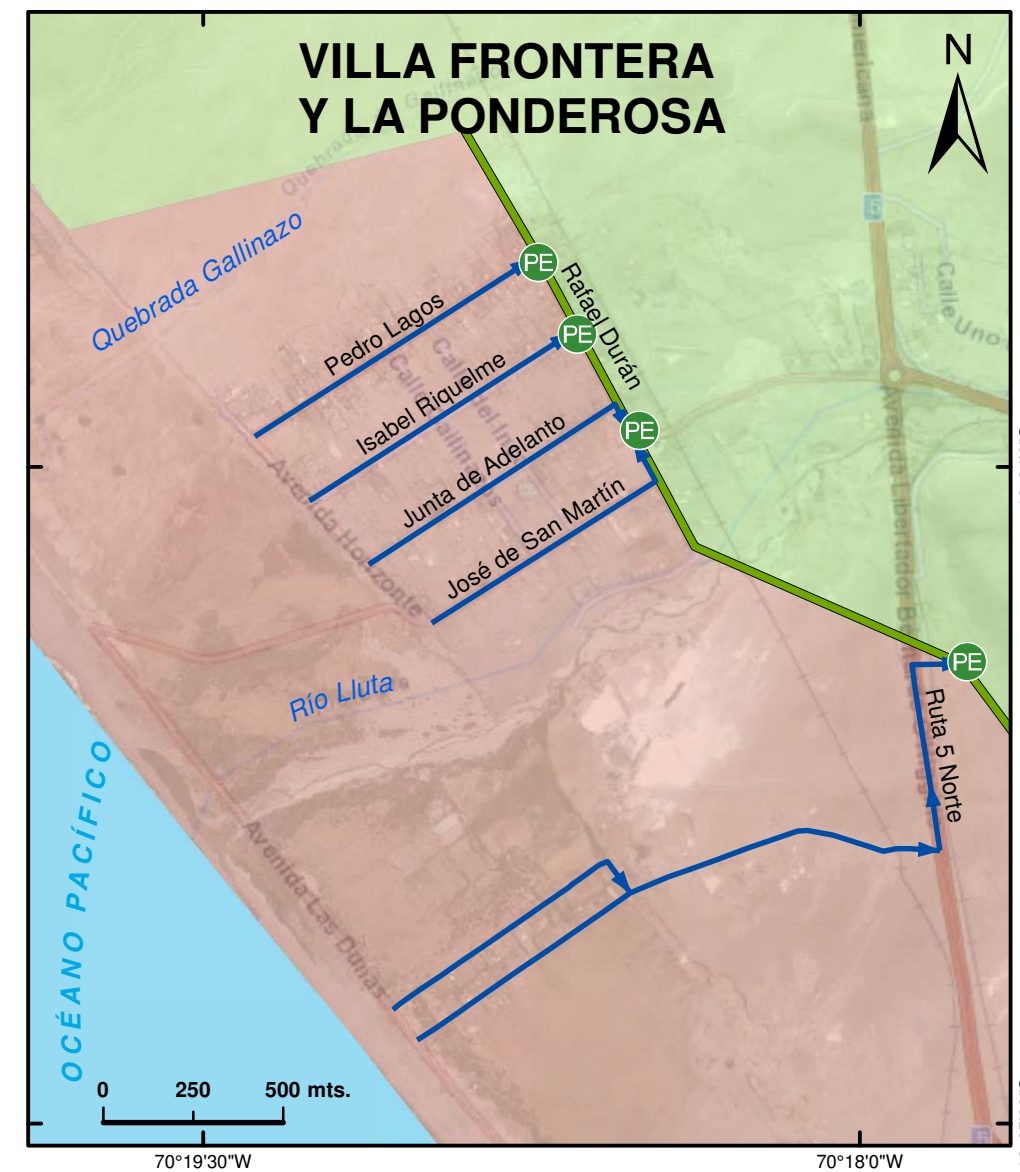 VILLA FRONTERA
Y LA PONDEROSA
N
Quebrada Gallinazo
PE
Rafael Durán
Pedro Lagos
PE
Isabel Riquelme
PE
Junta de Adelanto
José de San Martín
Avenida Horizonte
Calle Uno
5
Río Lluta
PE
Ruta 5 Norte
OCÉANO PACÍFICO
Avenida Las Dunas
0 250 500 mts.
5
70°19'30"W
70°18'0"W